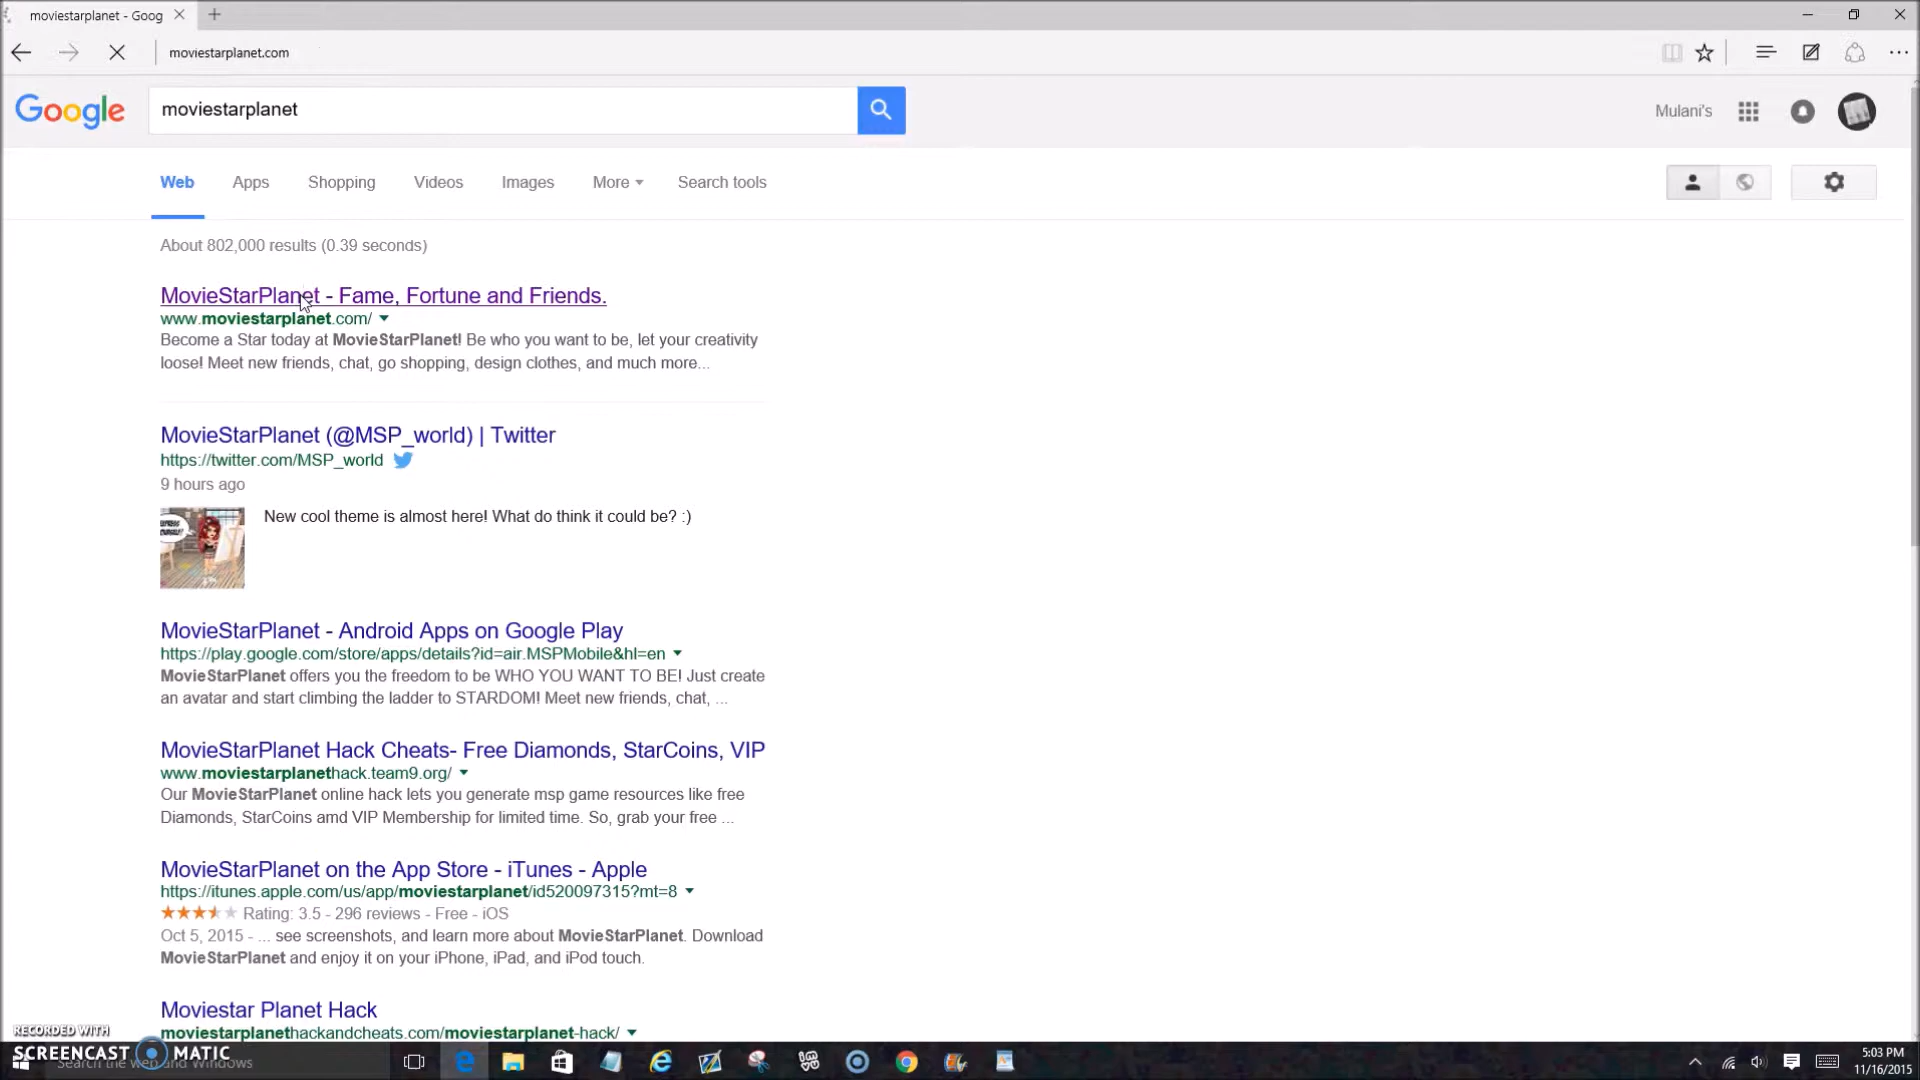 moviestarplanet - Goog
moviestarplanet.com
Google
moviestarplanet
Mulani's
Web Apps Shopping Videos Images More Search tools
About 802,000 results (0.39 seconds)
MovieStarPlanet - Fame, Fortune and Friends.
www.moviestarplanet.com/
Become a Star today at MovieStarPlanet! Be who you want to be, let your creativity
loose! Meet new friends, chat, go shopping, design clothes, and much more...
MovieStarPlanet (@MSP_world) | Twitter
https://twitter.com/MSP_world
9 hours ago
New cool theme is almost here! What do think it could be? :)
MovieStarPlanet - Android Apps on Google Play
https://play.google.com/store/apps/details?id=air.MSPMobile&hl=en
MovieStarPlanet offers you the freedom to be WHO YOU WANT TO BE! Just create
an avatar and start climbing the ladder to STARDOM! Meet new friends, chat, ...
MovieStarPlanet Hack Cheats- Free Diamonds, StarCoins, VIP
www.moviestarplanethack.team9.org/
Our MovieStarPlanet online hack lets you generate msp game resources like free
Diamonds, StarCoins amd VIP Membership for limited time. So, grab your free ...
MovieStarPlanet on the App Store - iTunes - Apple
https://itunes.apple.com/us/app/moviestarplanet/id520097315?mt=8
Rating: 3.5 - 296 reviews - Free - iOS
Oct 5, 2015 - ... see screenshots, and learn more about MovieStarPlanet. Download
MovieStarPlanet and enjoy it on your iPhone, iPad, and iPod touch.
Moviestar Planet Hack
moviestarplanethackandcheats.com/moviestarplanet-hack/
RECORDED WITH
SCREENCAST MATIC
Search the web and Windows
5:03 PM
11/16/2015